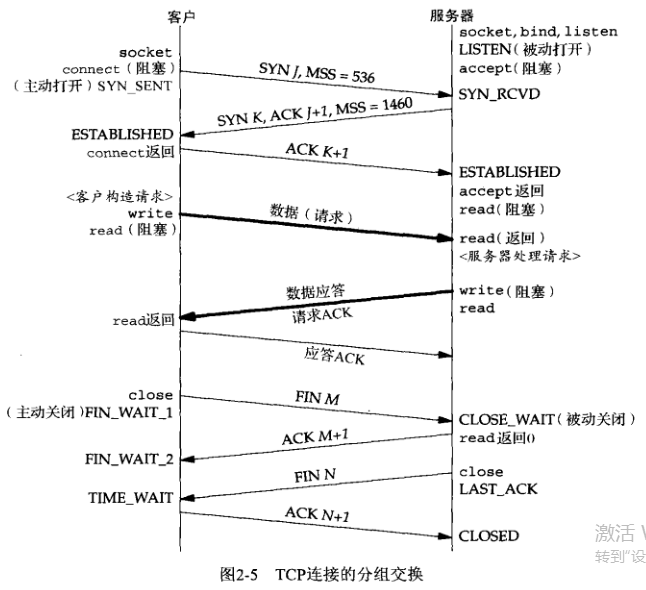 客户
服务器
socket, bind, listen
socket
LISTEN(被动打开)
connect(阻塞)
accept(阻塞)
(主动打开) SYN_SENT
SYN J, MSS = 536
SYN_RCVD
SYN K, ACK J+1, MSS = 1460
ESTABLISHED
connect返回
ACK K+1
ESTABLISHED
accept返回
<客户构造请求>
read(阻塞)
write
数据(请求)
read(阻塞)
read(返回)
<服务器处理请求>
数据应答
write(阻塞)
请求ACK
read
read返回
应答ACK
close
FIN M
(主动关闭)FIN_WAIT_1
CLOSE_WAIT(被动关闭)
ACK M+1
read返回0
FIN_WAIT_2
FIN N
close
TIME_WAIT
LAST_ACK
ACK N+1
CLOSED
激活
转到"设
图2-5 TCP连接的分组交换